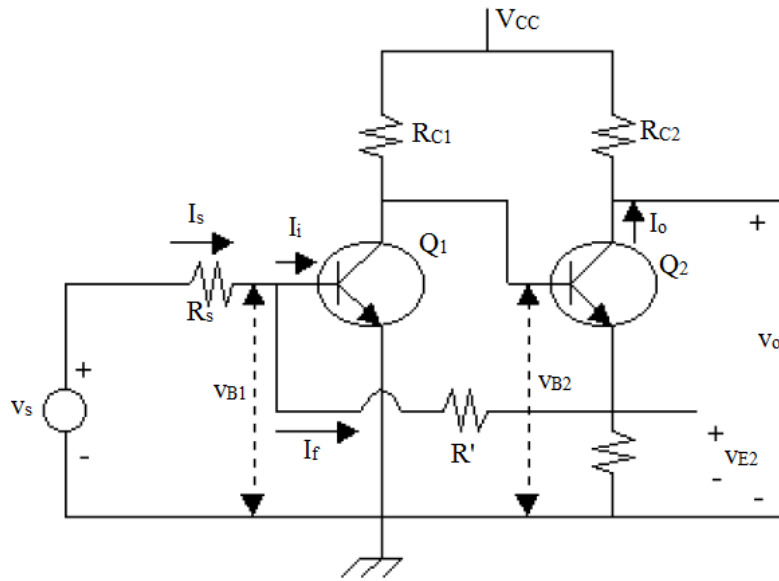 VCC
RC1
RC2
Is
Ii
Q1
Io
+
Q2
Rs
+
vs
-
vB1
vB2
vo
If
R'
+
vE2
-
-